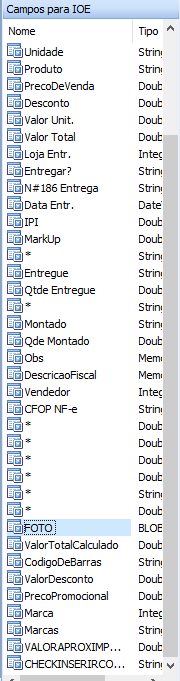 Campos para IOE
Nome Tipo
Unidade String
Produto String
PrecoDeVenda Doub
Desconto Doub
Valor Unit. Doub
Valor Total Doub
Loja Entr. Integ
Entregar? String
N#186 Entrega String
Data Entr. DateT
IPI Doub
MarkUp Doub
* String
Entregue String
Qtde Entregue Doub
* String
Montado String
Qde Montado Doub
Obs Memo
DescricaoFiscal Memo
Vendedor Integ
CFOP NF-e String
* Doub
* Doub
* Doub
* Doub
* String
* Doub
FOTO BLOB
ValorTotalCalculado Doub
CodigoDeBarras String
ValorDesconto Doub
PrecoPromocional Doub
Marca Integ
Marcas String
VALORAPROXIMP... Doub
CHECKINSERIRCO... String